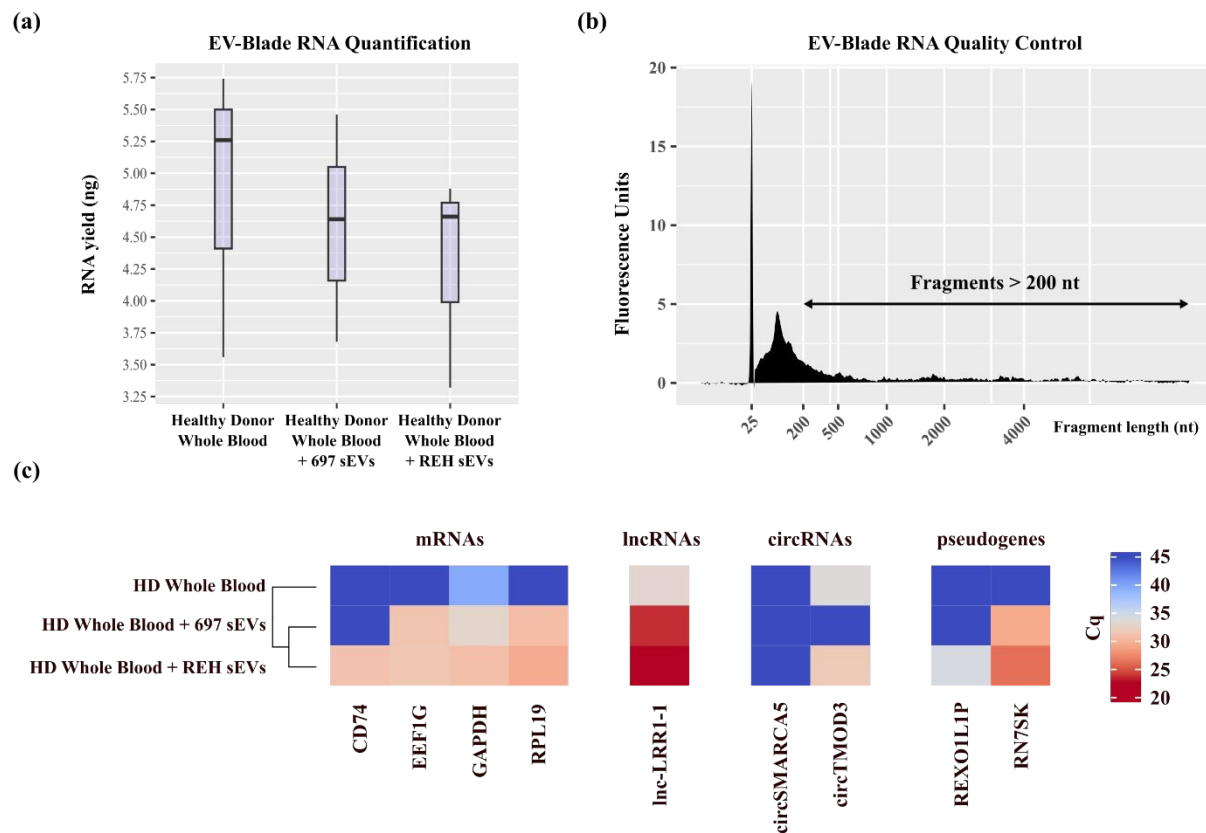 (a)
EV-Blade RNA Quantification
RNA yield (ng)
5.75
5.50
5.25
5.00
4.75
4.50
4.25
4.00
3.75
3.50
3.25
Healthy Donor
Whole Blood
Healthy Donor
Whole Blood
+ 697 sEVs
Healthy Donor
Whole Blood
+ REH sEVs
(b)
EV-Blade RNA Quality Control
Fluorescence Units
20
15
10
5
0
Fragments > 200 nt
25
200
500
1000
2000
4000
Fragment length (nt)
(c)
mRNAs
lncRNAs
circRNAs
pseudogenes
HD Whole Blood
HD Whole Blood + 697 sEVs
HD Whole Blood + REH sEVs
CD74
EEF1G
GAPDH
RPL19
lnc-LRR1-1
circSMARCA5
circTMOD3
REXO1L1P
RN7SK
Cq
45
40
35
30
25
20